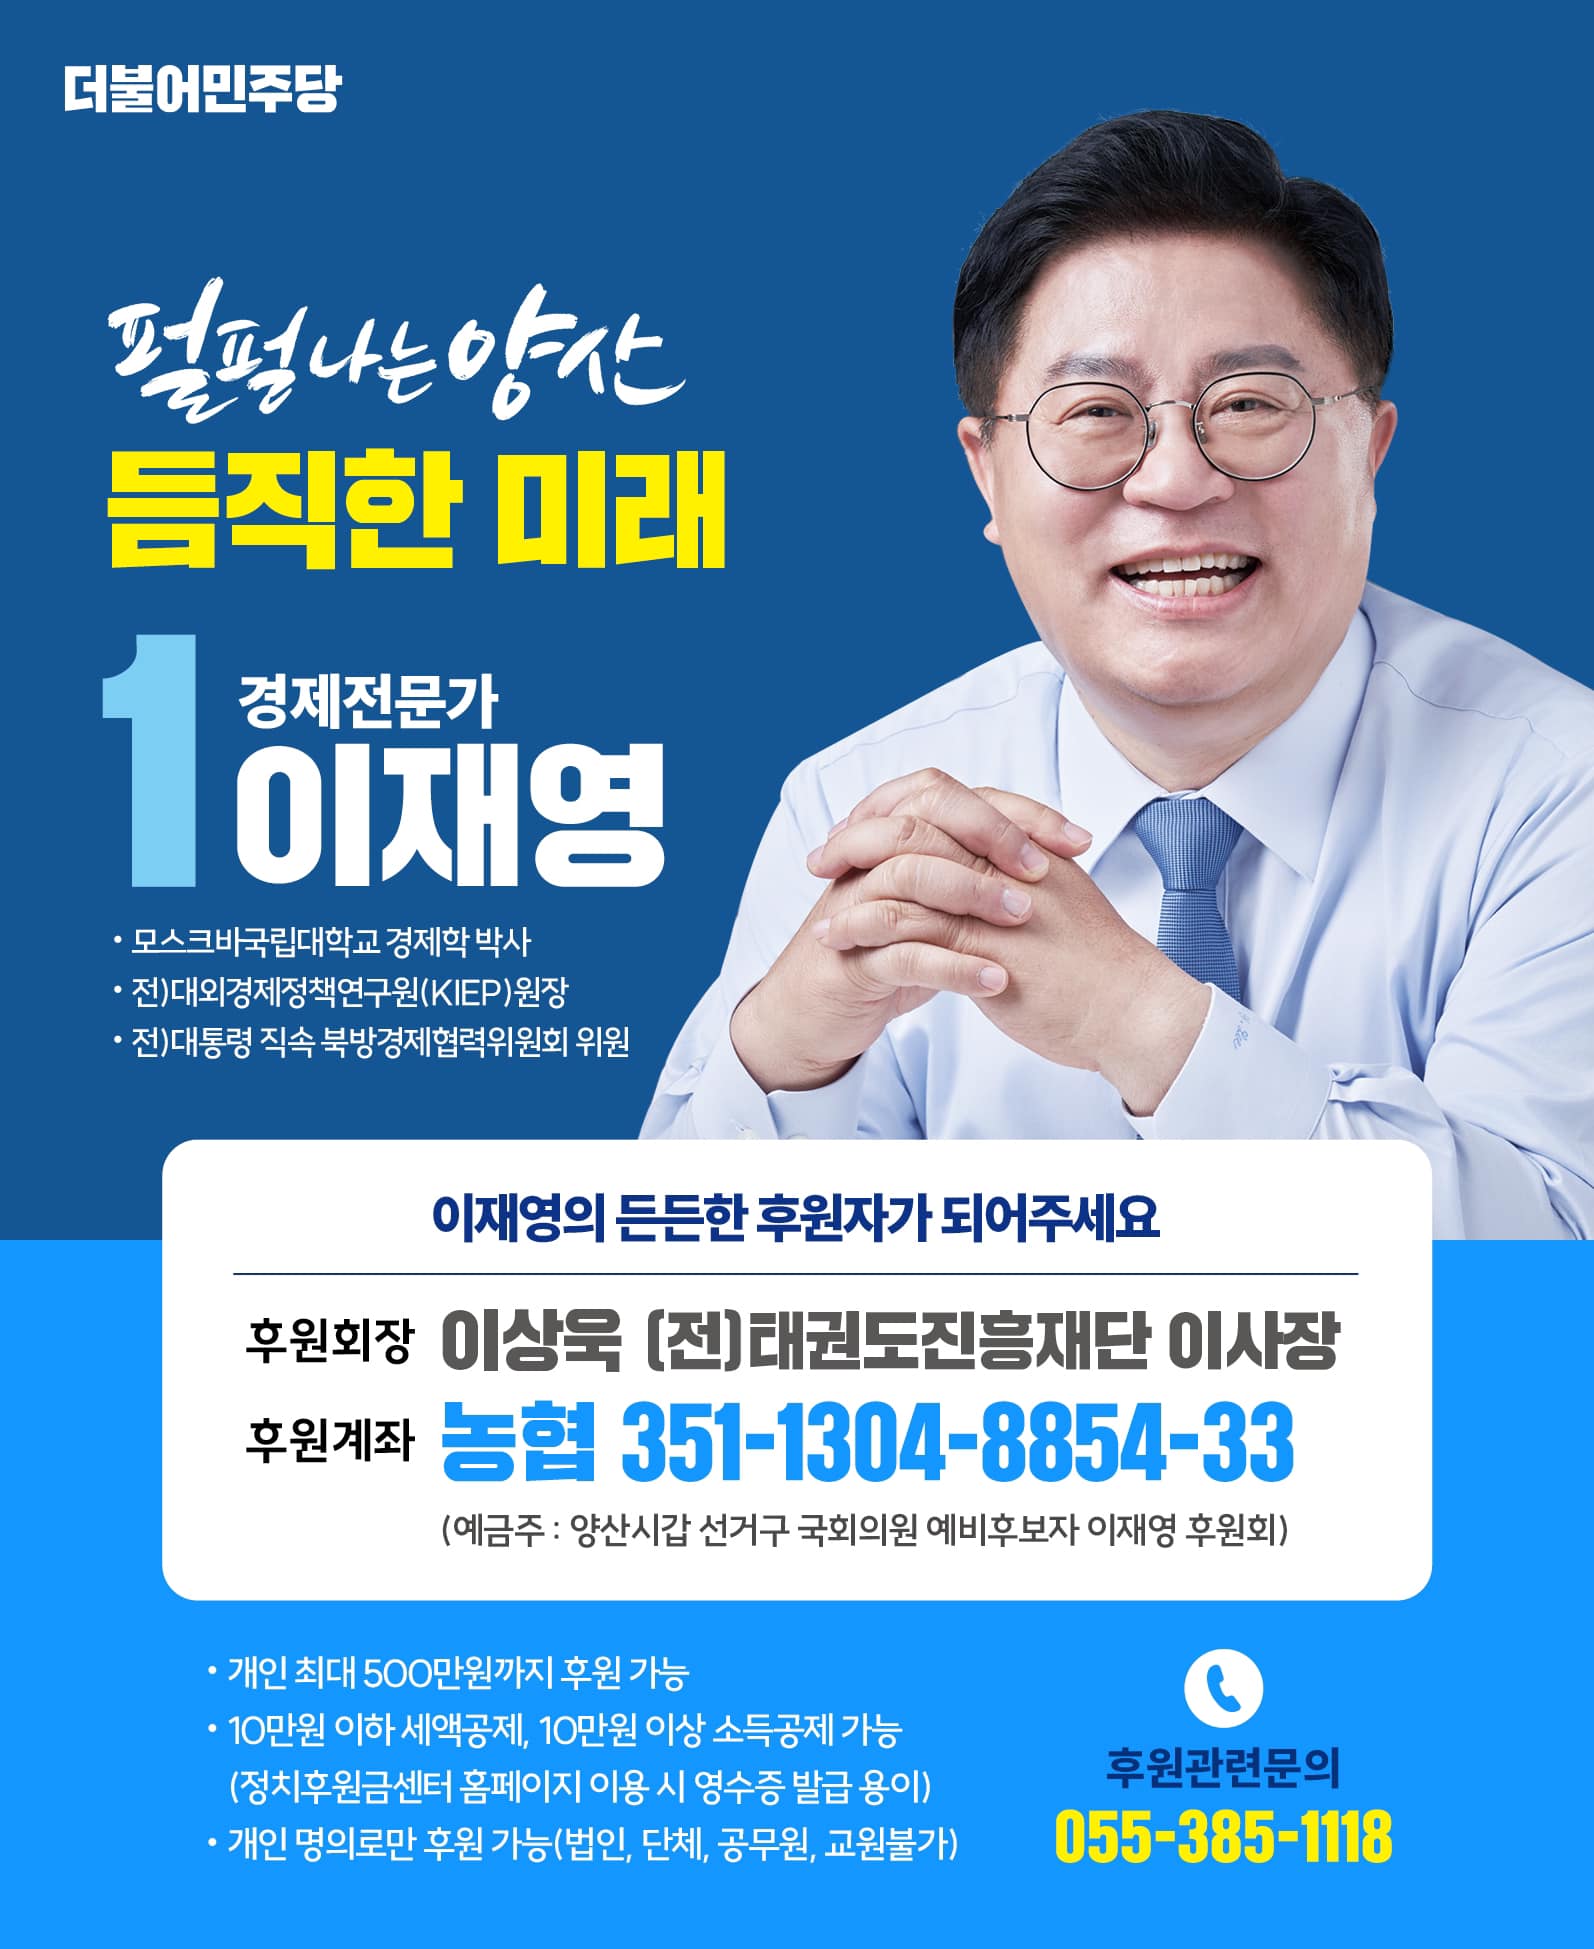 더불어민주당
펄펄나는양산
듬직한 미래
1 경제전문가
이재영
• 모스크바국립대학교 경제학 박사
• 전)대외경제정책연구원(KIEP)원장
• 전)대통령 직속 북방경제협력위원회 위원
이재영의 든든한 후원자가 되어주세요
후원회장 이상욱 (전)태권도진흥재단 이사장
후원계좌 농협 351-1304-8854-33
(예금주 : 양산시갑 선거구 국회의원 예비후보자 이재영 후원회)
• 개인 최대 500만원까지 후원 가능
• 10만원 이하 세액공제, 10만원 이상 소득공제 가능
(정치후원금센터 홈페이지 이용 시 영수증 발급 용이)
• 개인 명의로만 후원 가능(법인, 단체, 공무원, 교원불가)
후원관련문의
055-385-1118